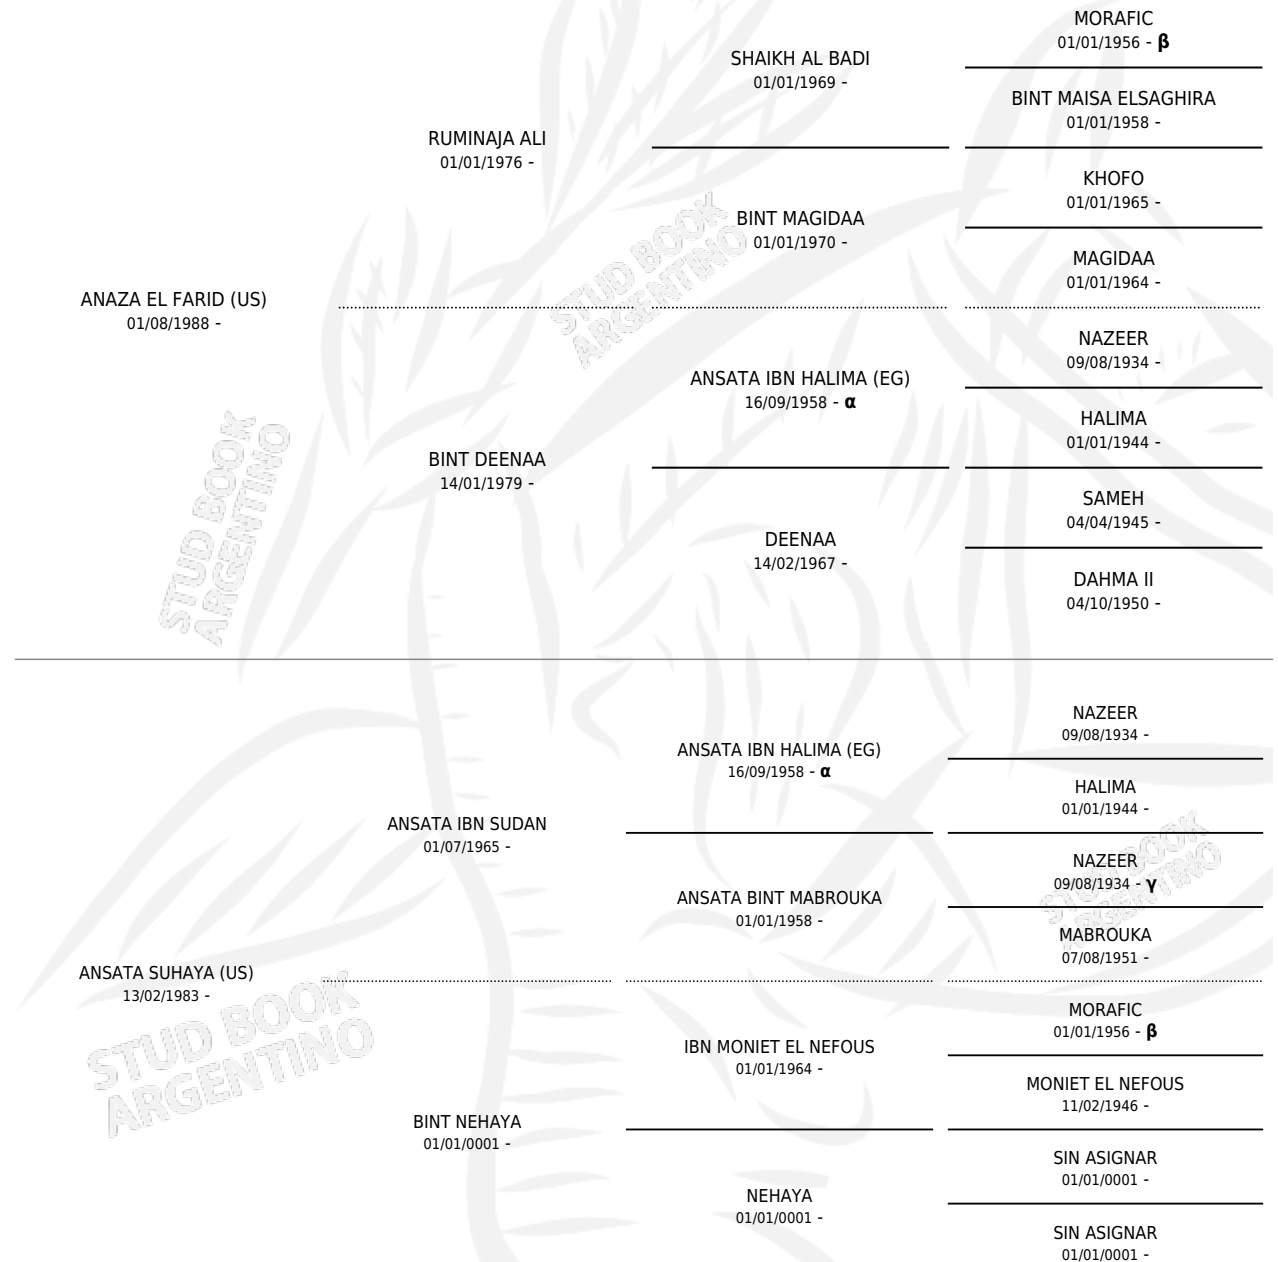 MORAFIC
01/01/1956 - β
SHAIKH AL BADI
01/01/1969 -
BINT MAISA ELSAGHIRA
01/01/1958 -
RUMINAJA ALI
01/01/1976 -
KHOFO
01/01/1965 -
BINT MAGIDAA
01/01/1970 -
MAGIDAA
01/01/1964 -
ANAZA EL FARID (US)
01/08/1988 -
NAZEER
09/08/1934 -
ANSATA IBN HALIMA (EG)
16/09/1958 - α
HALIMA
01/01/1944 -
BINT DEENAA
14/01/1979 -
SAMEH
04/04/1945 -
DEENAA
14/02/1967 -
DAHMA II
04/10/1950 -
NAZEER
09/08/1934 -
ANSATA IBN HALIMA (EG)
16/09/1958 - α
HALIMA
01/01/1944 -
ANSATA IBN SUDAN
01/07/1965 -
NAZEER
09/08/1934 - γ
ANSATA BINT MABROUKA
01/01/1958 -
MABROUKA
07/08/1951 -
ANSATA SUHAYA (US)
13/02/1983 -
MORAFIC
01/01/1956 - β
IBN MONIET EL NEFOUS
01/01/1964 -
MONIET EL NEFOUS
11/02/1946 -
BINT NEHAYA
01/01/0001 -
SIN ASIGNAR
01/01/0001 -
NEHAYA
01/01/0001 -
SIN ASIGNAR
01/01/0001 -
STUD BOOK
ARGENTINO
STUD BOOK
ARGENTINO
STUD BOOK
ARGENTINO
STUD BOOK
ARGENTINO